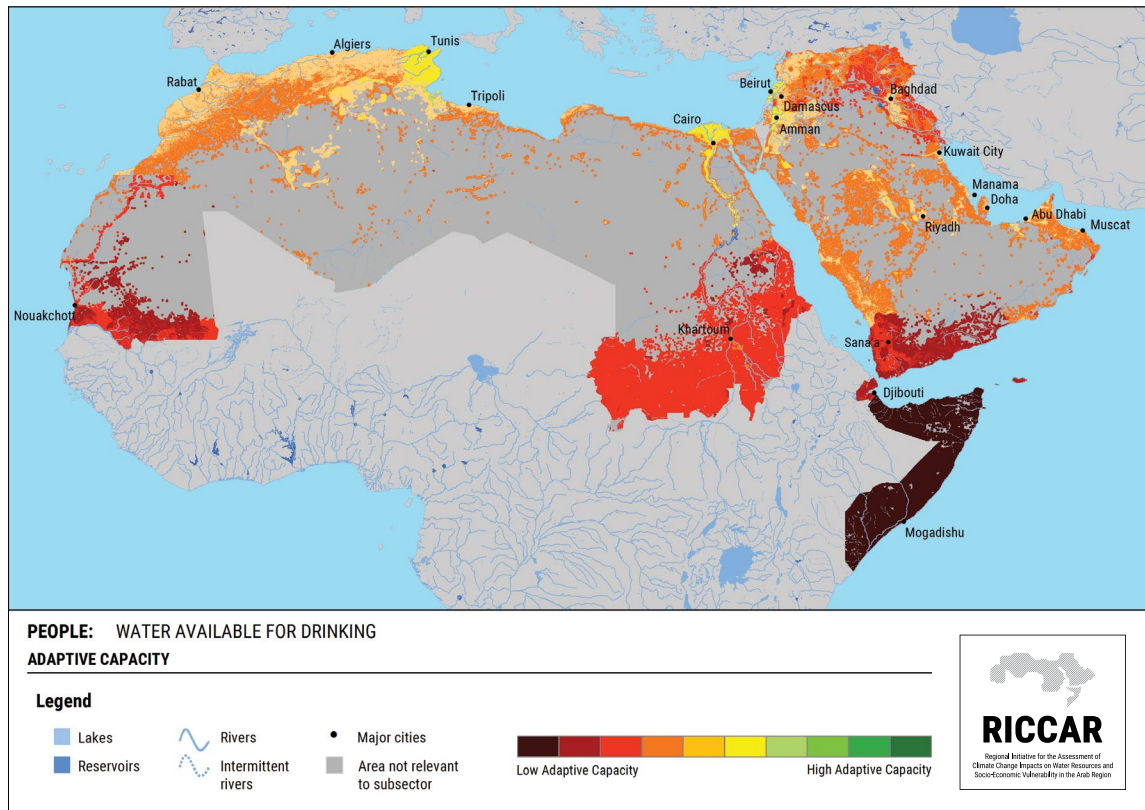 Algiers
Tunis
Rabat
Tripoli
Beirut
Damascus
Baghdad
Cairo
Amman
Kuwait City
Manama
Doha
Abu Dhabi
Muscat
Riyadh
Nouakchott
Khartoum
Sana'a
Djibouti
Mogadishu
PEOPLE: WATER AVAILABLE FOR DRINKING
ADAPTIVE CAPACITY
Legend
Lakes
Reservoirs
Rivers
Intermittent
rivers
Major cities
Area not relevant
to subsector
Low Adaptive Capacity
High Adaptive Capacity
RICCAR
Regional Initiative for the Assessment of
Climate Change Impacts on Water Resources and
Socio-Economic Vulnerability in the Arab Region